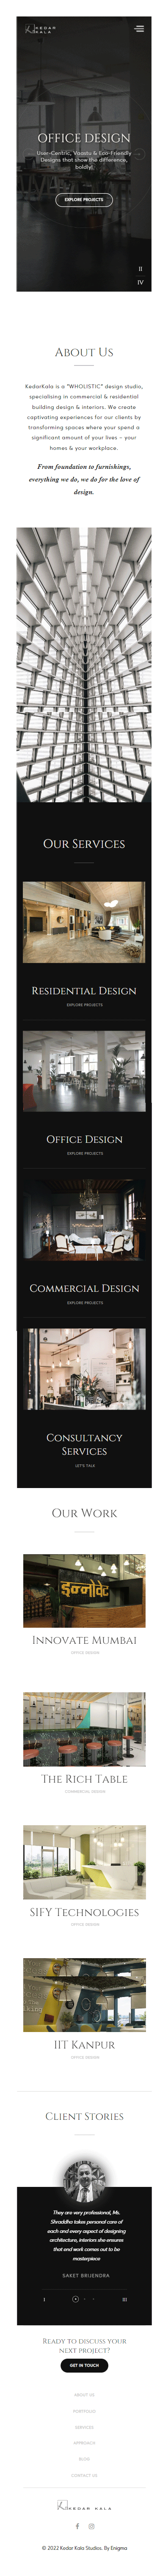 KEDAR
KALA
OFFICE DESIGN
User-Centric, Vaastu & Eco-Friendly
Designs that show the difference,
boldly!
EXPLORE PROJECTS
II
IV
About Us
KedarKala is a "WHOLISTIC" design studio,
specialising in commercial & residential
building design & interiors. We create
captivating experiences for our clients by
transforming spaces where your spend a
significant amount of your lives – your
homes & your workplace.
From foundation to furnishings,
everything we do, we do for the love of
design.
Our Services
Residential Design
EXPLORE PROJECTS
Office Design
EXPLORE PROJECTS
Commercial Design
EXPLORE PROJECTS
Consultancy
Services
LET'S TALK
Our Work
इन्नोवेट
Innovate Mumbai
OFFICE DESIGN
The Rich Table
COMMERCIAL DESIGN
SIFY Technologies
OFFICE DESIGN
IIT Kanpur
OFFICE DESIGN
Client Stories
They are very professional, Ms.
Shraddha takes personal care of
each and every aspect of designing
architecture, interiors she ensures
that end work comes out to be
masterpiece
SAKET BRIJENDRA
I
III
Ready to discuss your
next project?
GET IN TOUCH
ABOUT US
PORTFOLIO
SERVICES
APPROACH
BLOG
CONTACT US
KEDAR KALA
© 2022 Kedar Kala Studios. By Enigma